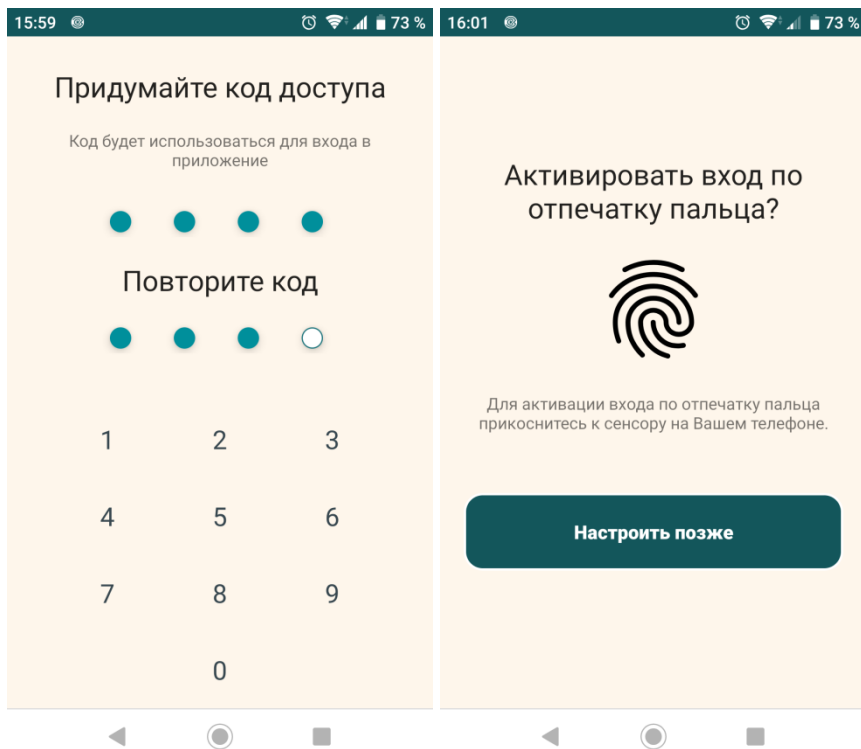 15:59
73 %
Придумайте код доступа
Код будет использоваться для входа в
приложение
Повторите код
1 2 3
4 5 6
7 8 9
0
16:01
73 %
Активировать вход по
отпечатку пальца?
Для активации входа по отпечатку пальца
прикоснитесь к сенсору на Вашем телефоне.
Настроить позже